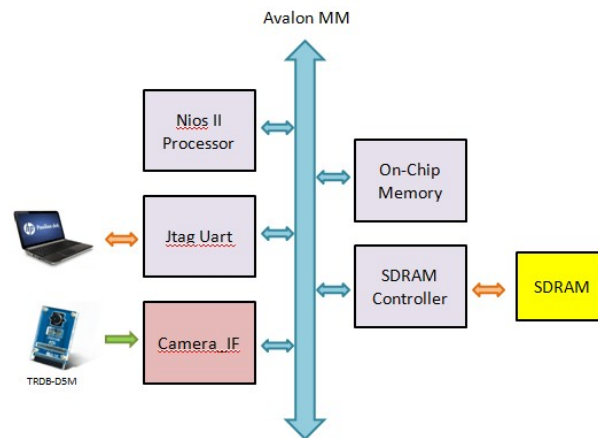 Avalon MM
Nios II
Processor
On-Chip
Memory
Jtag Uart
SDRAM
Controller
SDRAM
Camera_IF
TRDB-D5M